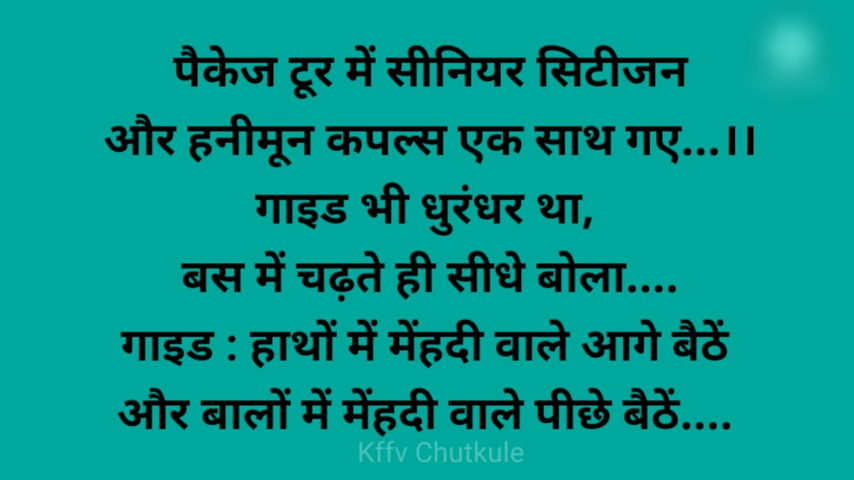 पैकेज टूर में सीनियर सिटीजन
और हनीमून कपल्स एक साथ गए...।।
गाइड भी धुरंधर था,
बस में चढ़ते ही सीधे बोला....
गाइड : हाथों में मेंहदी वाले आगे बैठें
और बालों में मेंहदी वाले पीछे बैठें....
Kffv Chutkule